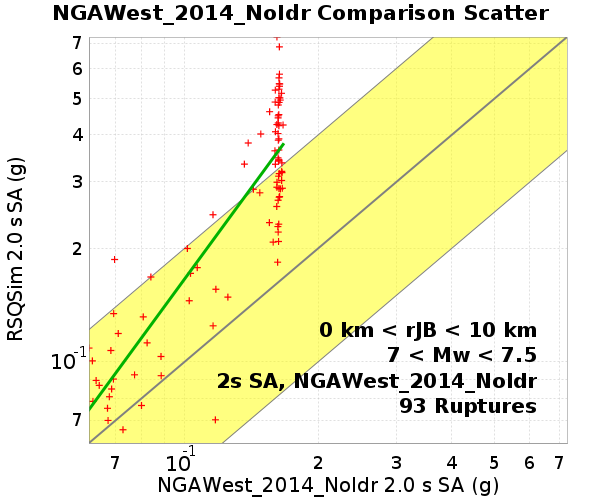 NGAWest_2014_NoIdr Comparison Scatter
RSQSim 2.0 s SA (g)
7
6
5
4
3
2
10^-1
7
0 km < rJB < 10 km
7 < Mw < 7.5
2s SA, NGAWest_2014_NoIdr
93 Ruptures
7 10^-1 2 3 4 5 6 7
NGAWest_2014_NoIdr 2.0 s SA (g)